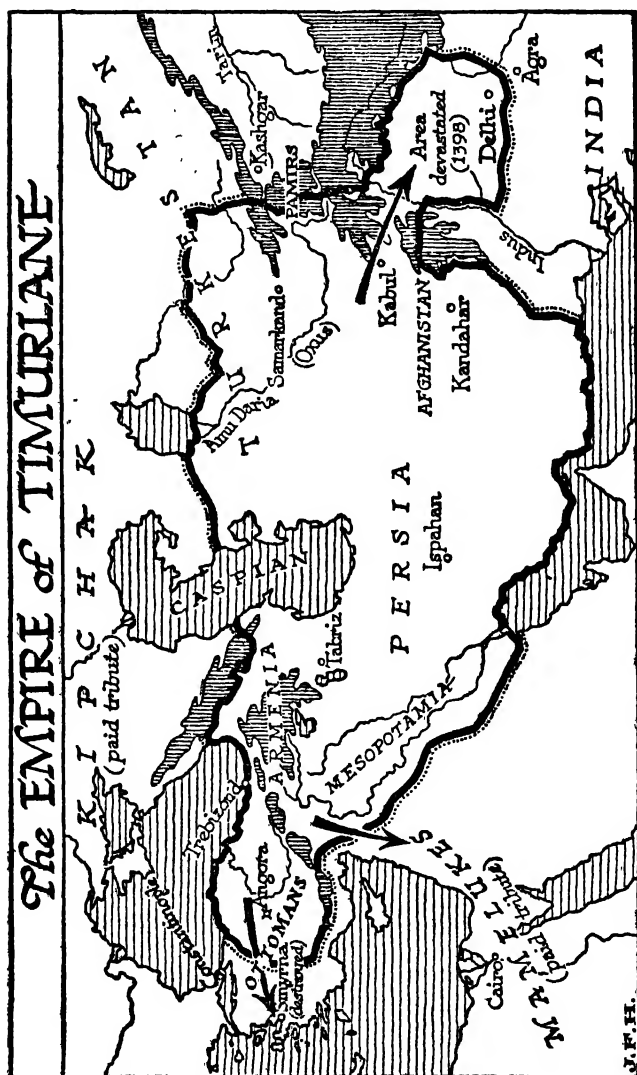 The EMPIRE of TIMURLANE
KIPCHAK
(paid tribute)
TURKESTAN
Tarim
Kashgar
PAMIRS
Constantinople
Trebizond
CASPIAN
Amu Daria
Samarkand
(Oxus)
Angora
OTTOMANS
Smyrna
(destroyed)
ARMENIA
Tabriz
MESOPOTAMIA
PERSIA
Ispahan
Kabul
AFGHANISTAN
Kandahar
Indus
Area
devastated
(1398)
Delhi
Agra
INDIA
MAMELUKES
(paid tribute)
Cairo
J.F.H.